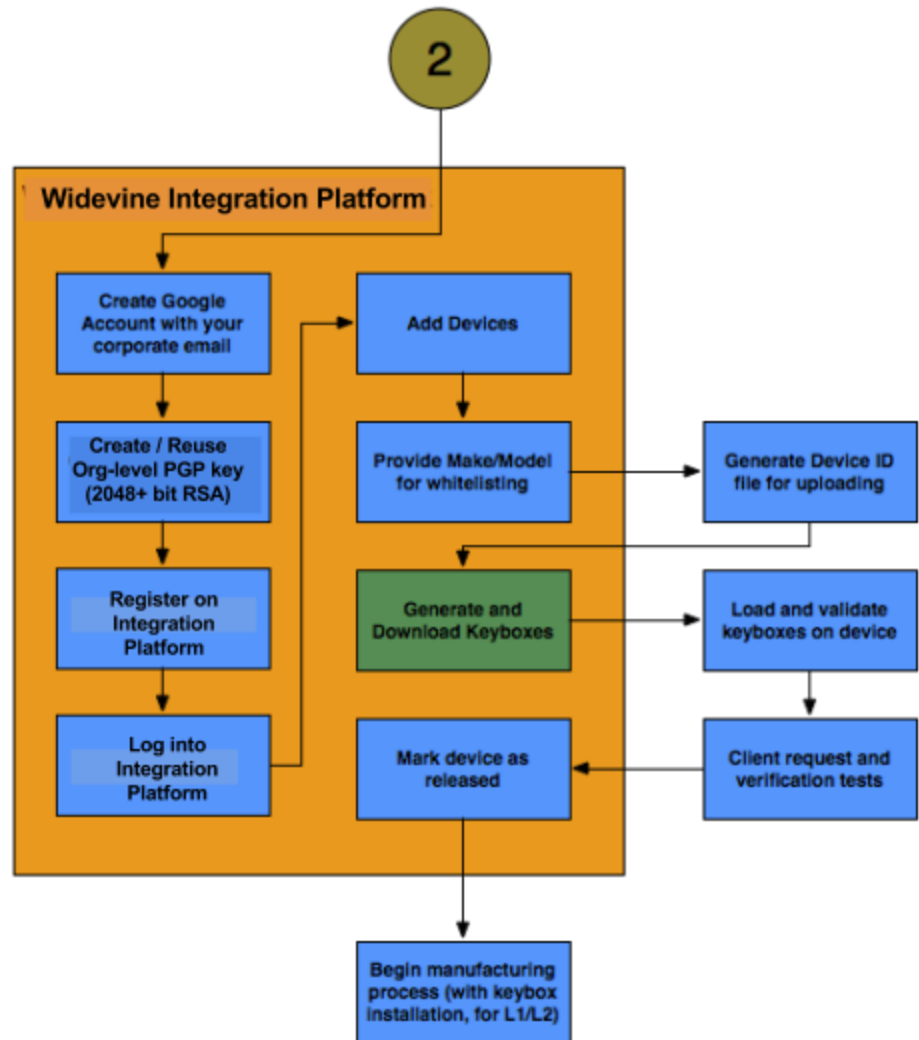 2
Widevine Integration Platform
Create Google
Account with your
corporate email
Create / Reuse
Org-level PGP key
(2048+ bit RSA)
Register on
Integration
Platform
Log into
Integration
Platform
Add Devices
Provide Make/Model
for whitelisting
Generate Device ID
file for uploading
Generate and
Download Keyboxes
Load and validate
keyboxes on device
Client request and
verification tests
Mark device as
released
Begin manufacturing
process (with keybox
installation, for L1/L2)